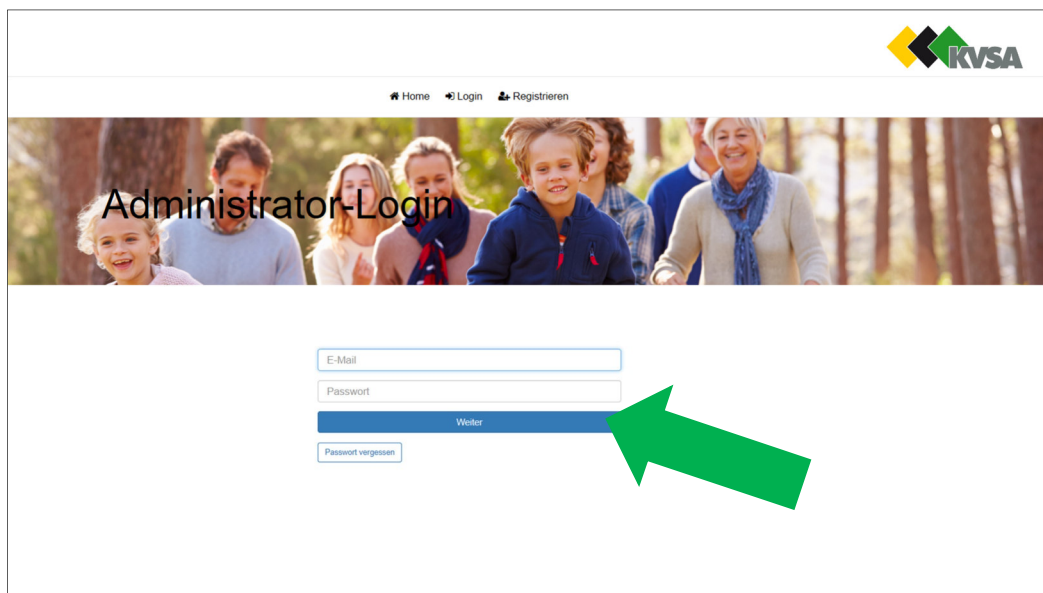 KVSA
Home Login Registrieren
Administrator-Login
E-Mail
Passwort
Weiter
Passwort vergessen